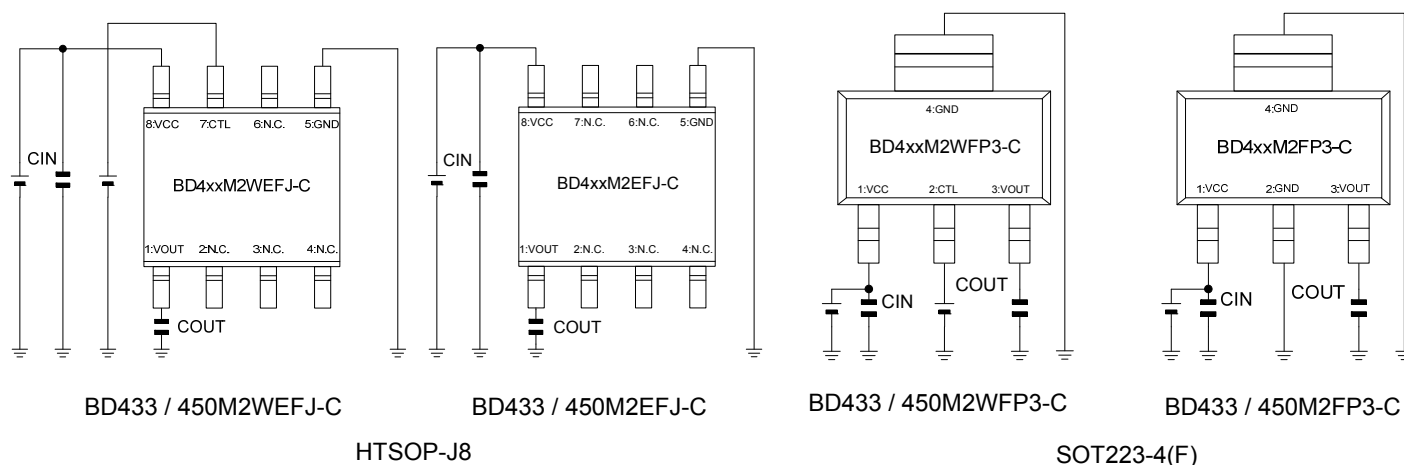 8:VCC 7:CTL 6:N.C. 5:GND
CIN
BD4xxM2WEFJ-C
1:VOUT 2:N.C. 3:N.C. 4:N.C.
COUT
BD433 / 450M2WEFJ-C
8:VCC 7:N.C. 6:N.C. 5:GND
CIN
BD4xxM2EFJ-C
1:VOUT 2:N.C. 3:N.C. 4:N.C.
COUT
BD433 / 450M2EFJ-C
HTSOP-J8
4:GND
BD4xxM2WFP3-C
1:VCC 2:CTL 3:VOUT
CIN
COUT
BD433 / 450M2WFP3-C
4:GND
BD4xxM2FP3-C
1:VCC 2:GND 3:VOUT
CIN
COUT
BD433 / 450M2FP3-C
SOT223-4(F)